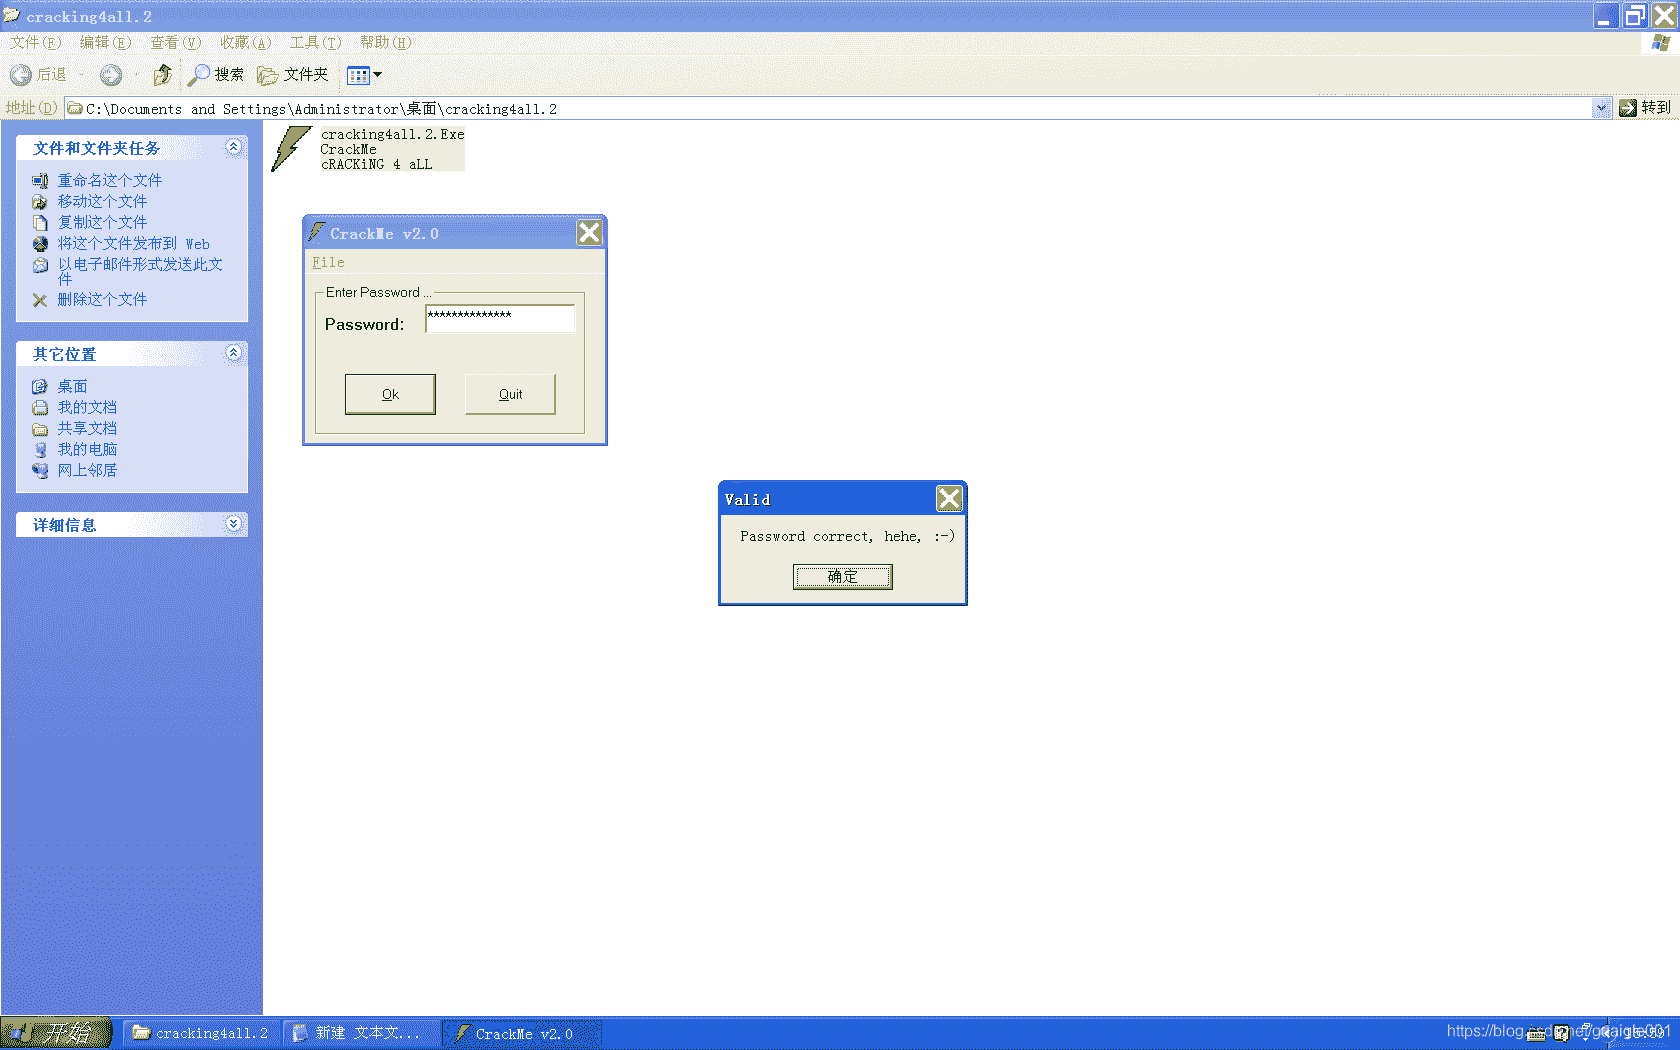 cracking4all.2
文件(F) 编辑(E) 查看(V) 收藏(A) 工具(T) 帮助(H)
后退 搜索 文件夹
地址(D) C:\Documents and Settings\Administrator\桌面\cracking4all.2 转到
文件和文件夹任务
重命名这个文件
移动这个文件
复制这个文件
将这个文件发布到 Web
以电子邮件形式发送此文
件
删除这个文件
其它位置
桌面
我的文档
共享文档
我的电脑
网上邻居
详细信息
cracking4all.2.Exe
CrackMe
cRACKiNG 4 aLL
CrackMe v2.0
File
Enter Password ...
Password: **************
Ok Quit
Valid
Password correct, hehe, :-)
确定
开始 cracking4all.2 新建 文本文... CrackMe v2.0
https://blog.